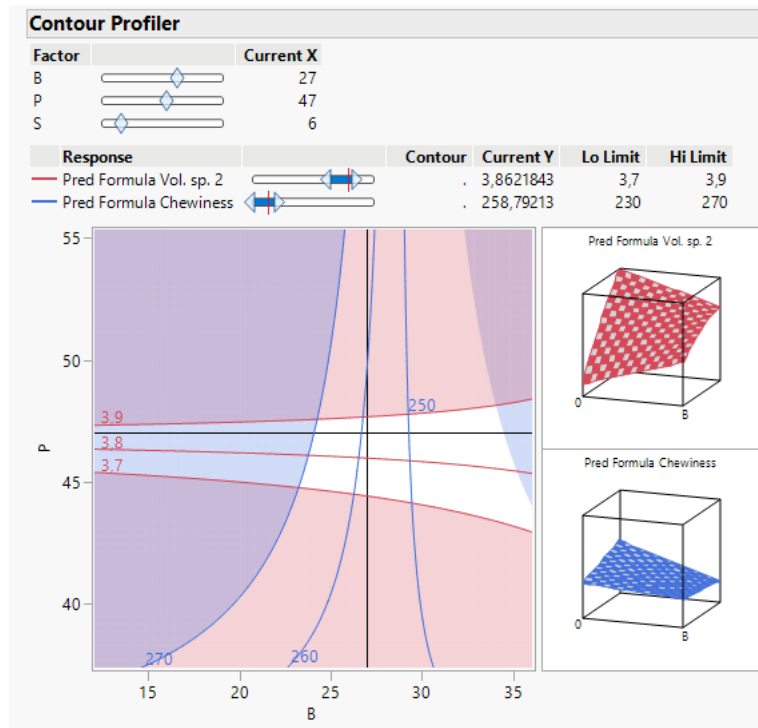 Contour Profiler
Factor Current X
B 27
P 47
S 6
Response Contour Current Y Lo Limit Hi Limit
Pred Formula Vol. sp. 2 . 3,8621843 3,7 3,9
Pred Formula Chewiness . 258,79213 230 270
55
50
45
40
P
3,9
3,8
3,7
250
270
260
15 20 25 30 35
B
Pred Formula Vol. sp. 2
0 B
Pred Formula Chewiness
0 B